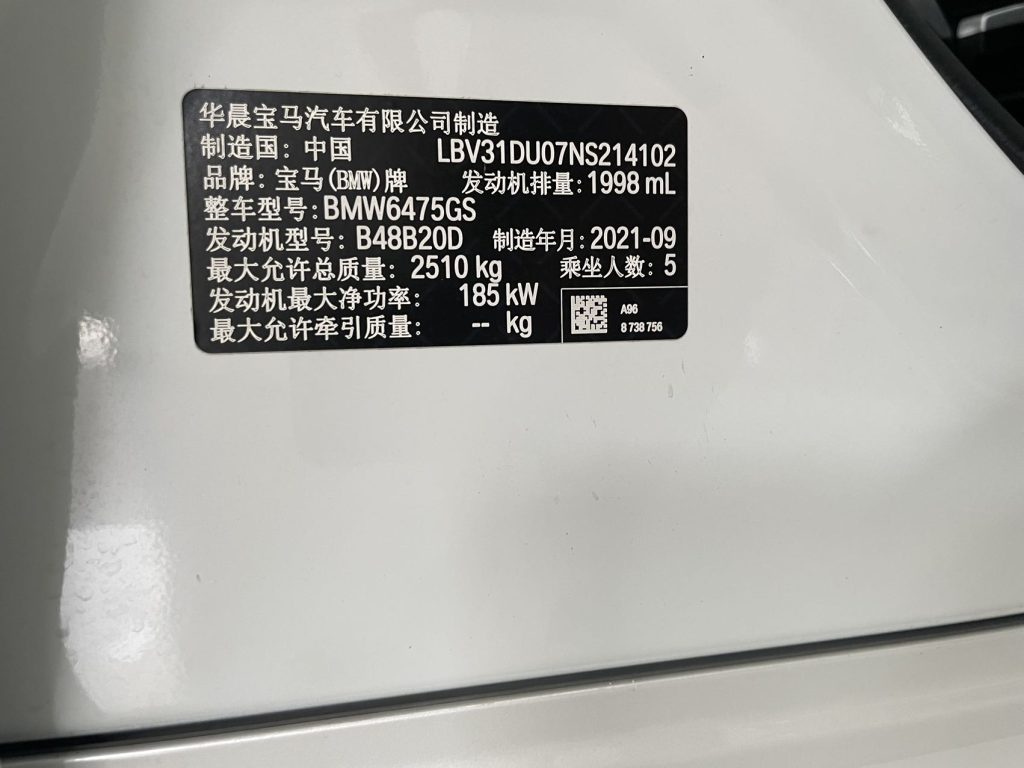 华晨宝马汽车有限公司制造
制造国：中国 LBV31DU07NS214102
品牌：宝马(BMW)牌 发动机排量：1998 mL
整车型号：BMW6475GS
发动机型号：B48B20D 制造年月：2021-09
最大允许总质量：2510 kg 乘坐人数：5
发动机最大净功率：185 kW
最大允许牵引质量：-- kg
A96
8 738 756